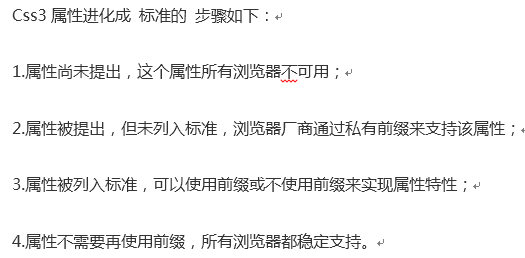 Css3 属性进化成 标准的 步骤如下：
1.属性尚未提出，这个属性所有浏览器不可用；
2.属性被提出，但未列入标准，浏览器厂商通过私有前缀来支持该属性；
3.属性被列入标准，可以使用前缀或不使用前缀来实现属性特性；
4.属性不需要再使用前缀，所有浏览器都稳定支持。